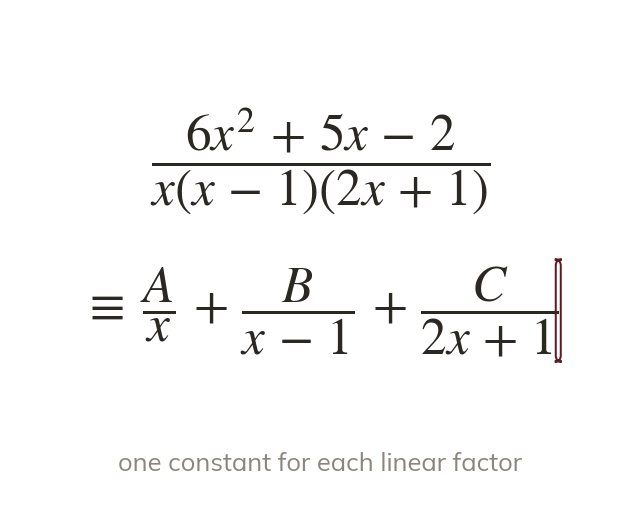 6x² + 5x − 2
x(x − 1)(2x + 1)
≡ A/x + B/(x − 1) + C/(2x + 1)
one constant for each linear factor